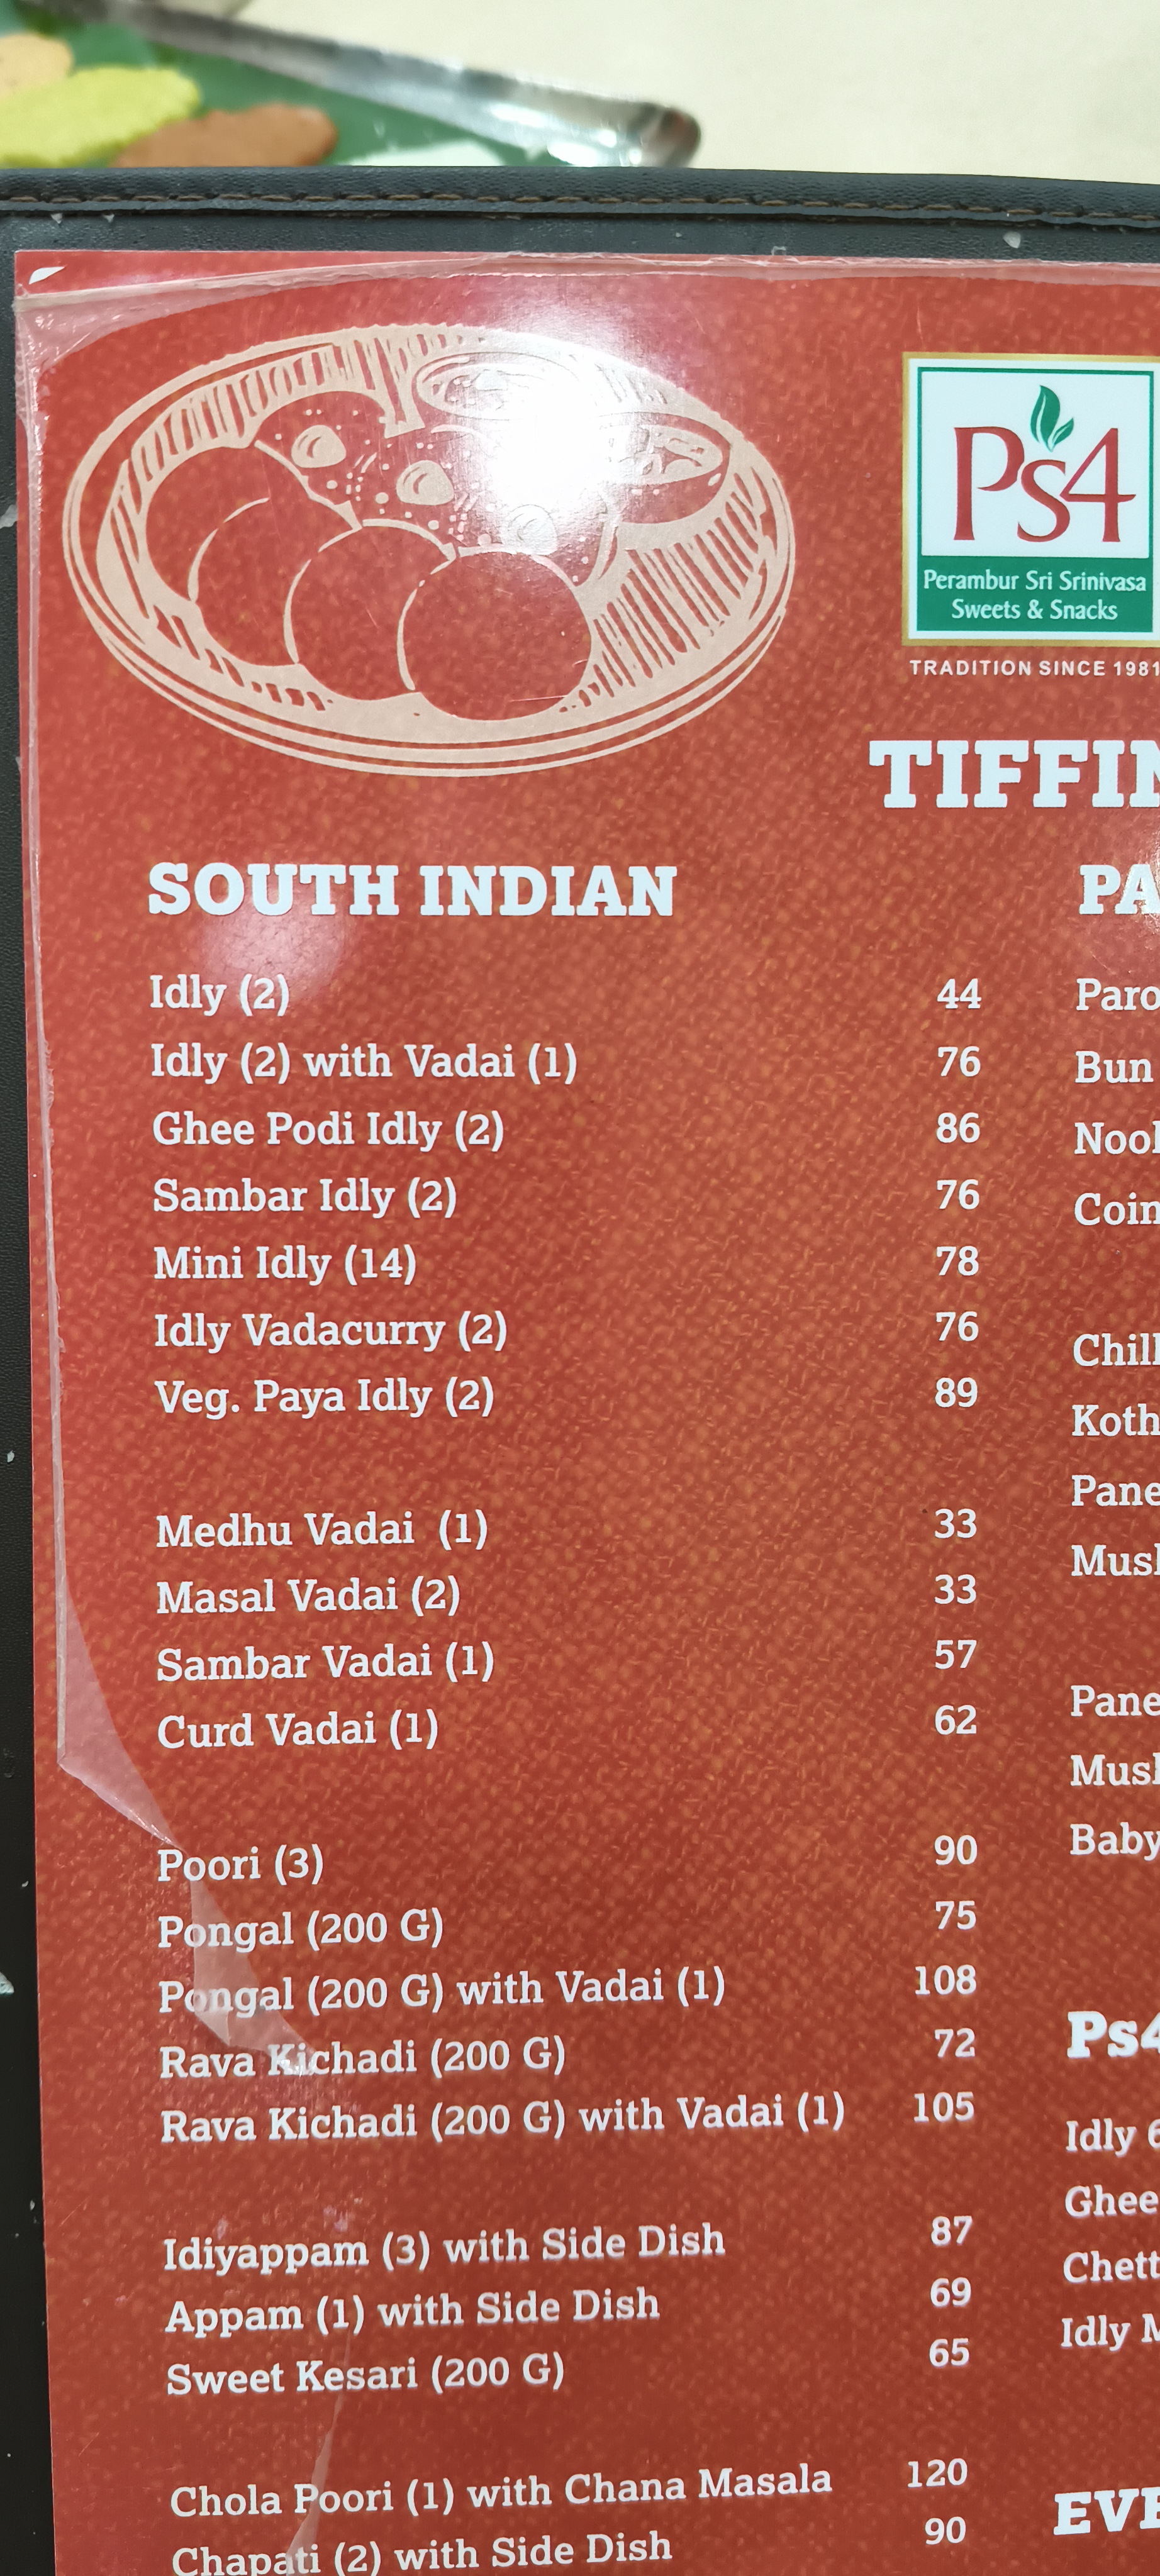 Ps4
Perambur Sri Srinivasa
Sweets & Snacks
TRADITION SINCE 1981
SOUTH INDIAN
Idly (2) 44
Idly (2) with Vadai (1) 76
Ghee Podi Idly (2) 86
Sambar Idly (2) 76
Mini Idly (14) 78
Idly Vadacurry (2) 76
Veg. Paya Idly (2) 89
Medhu Vadai (1) 33
Masal Vadai (2) 33
Sambar Vadai (1) 57
Curd Vadai (1) 62
Poori (3) 90
Pongal (200 G) 75
Pongal (200 G) with Vadai (1) 108
Rava Kichadi (200 G) 72
Rava Kichadi (200 G) with Vadai (1) 105
Idiyappam (3) with Side Dish 87
Appam (1) with Side Dish 69
Sweet Kesari (200 G) 65
Chola Poori (1) with Chana Masala 120
Chapati (2) with Side Dish 90
Bun
Baby
Ps4
Idly
Ghee
Idly